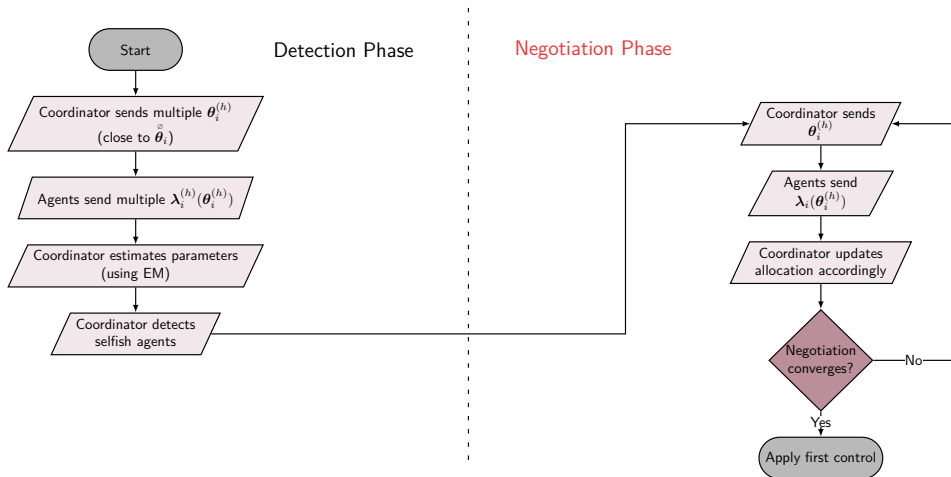 Start
Detection Phase
Coordinator sends multiple θ_i^(h)
(close to θ̊_i)
Agents send multiple λ_i^(h)(θ_i^(h))
Coordinator estimates parameters
(using EM)
Coordinator detects
selfish agents
Negotiation Phase
Coordinator sends
θ_i^(h)
Agents send
λ_i(θ_i^(h))
Coordinator updates
allocation accordingly
Negotiation
converges?
No
Yes
Apply first control